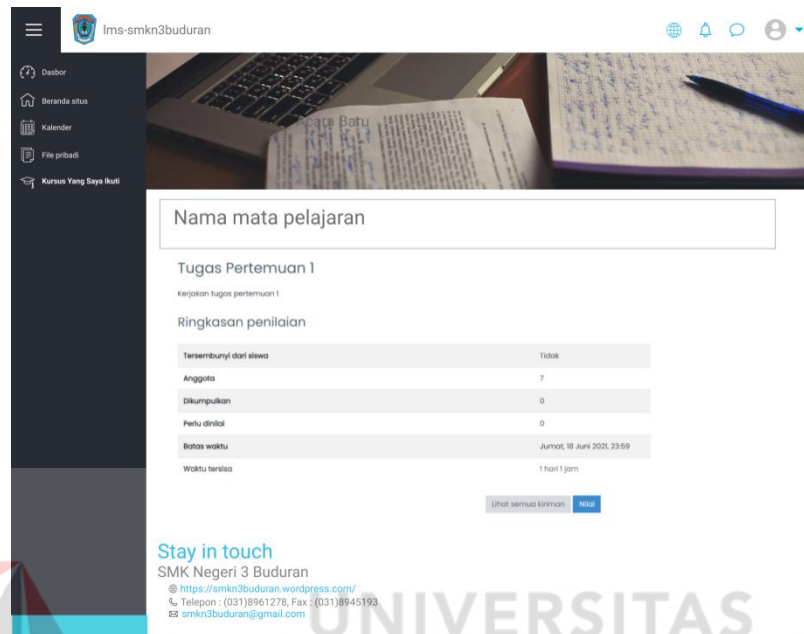 lms-smkn3buduran
Dasbor
Beranda situs
Kalender
File pribadi
Kursus Yang Saya Ikuti
Baru
Nama mata pelajaran
Tugas Pertemuan 1
Kerjakan tugas pertemuan 1
Ringkasan penilaian
Tersembunyi dari siswa Tidak
Anggota 7
Dikumpulkan 0
Perlu dinilai 0
Batas waktu Jumat, 18 Juni 2021, 23:59
Waktu tersisa 1 hari 1 jam
Lihat semua kiriman Nilai
Stay in touch
SMK Negeri 3 Buduran
https://smkn3buduran.wordpress.com/
Telepon : (031)8961278, Fax : (031)8945193
smkn3buduran@gmail.com
UNIVERSITAS